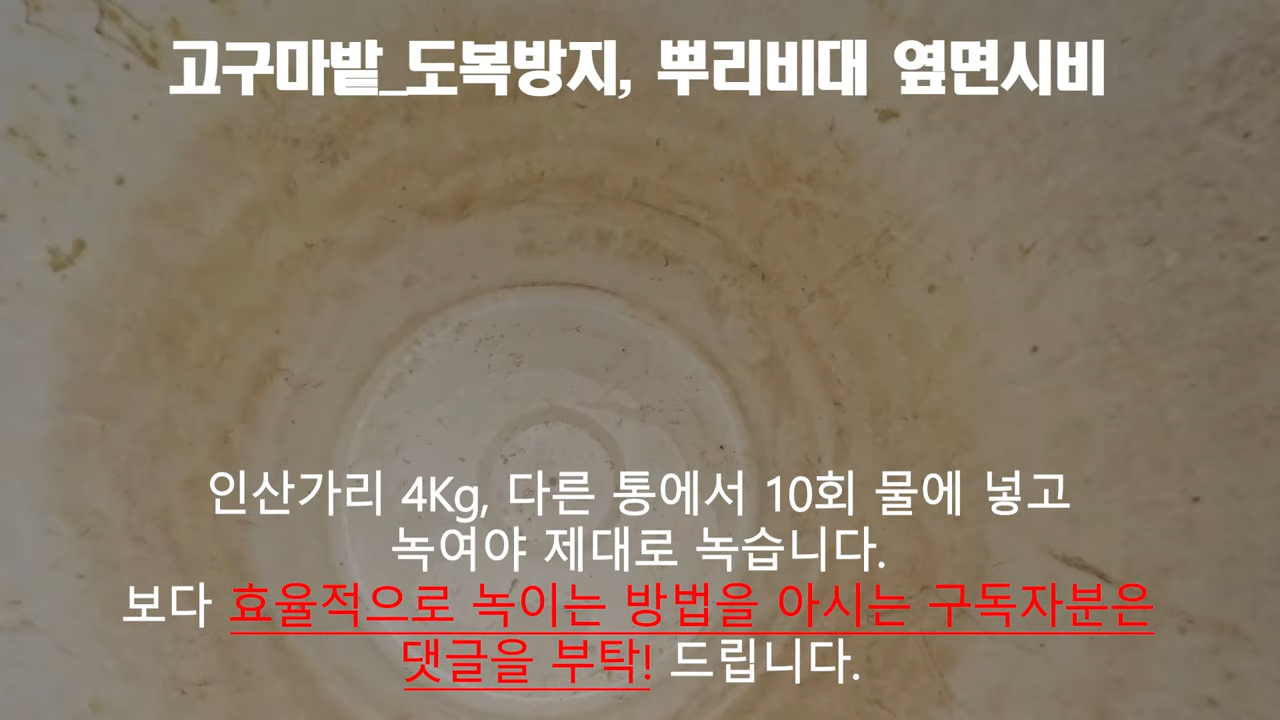 고구마밭_도복방지, 뿌리비대 옆면시비
인산가리 4Kg, 다른 통에서 10회 물에 넣고
녹여야 제대로 녹습니다.
보다 효율적으로 녹이는 방법을 아시는 구독자분은
댓글을 부탁! 드립니다.